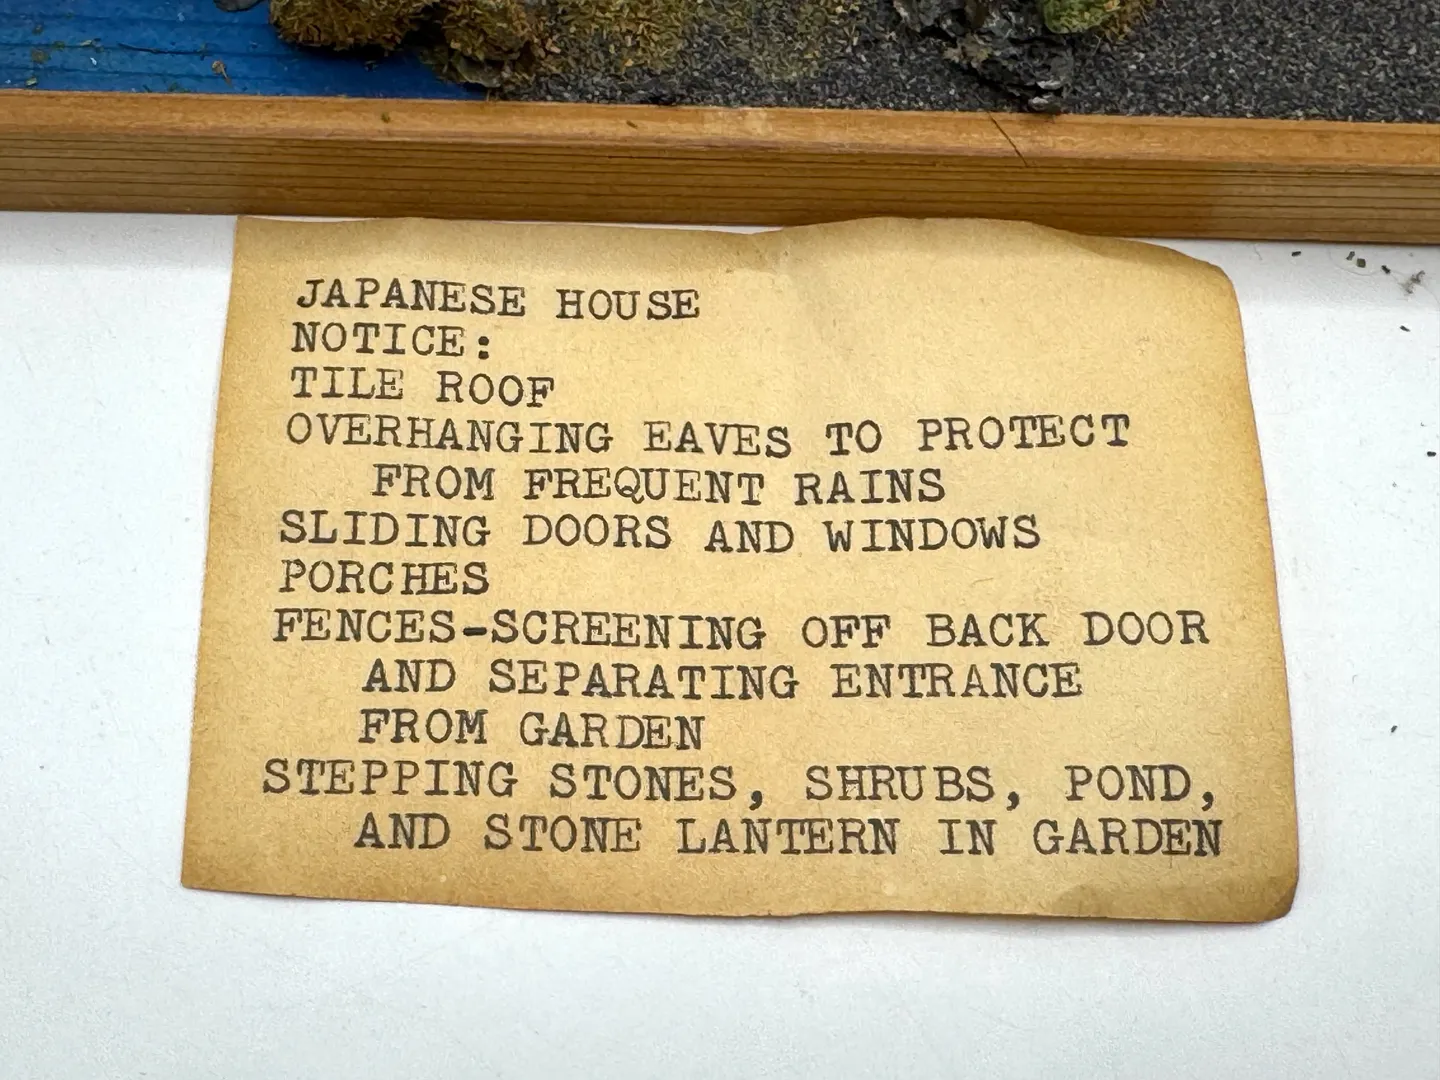 JAPANESE HOUSE
NOTICE:
TILE ROOF
OVERHANGING EAVES TO PROTECT
FROM FREQUENT RAINS
SLIDING DOORS AND WINDOWS
PORCHES
FENCES-SCREENING OFF BACK DOOR
AND SEPARATING ENTRANCE
FROM GARDEN
STEPPING STONES, SHRUBS, POND,
AND STONE LANTERN IN GARDEN